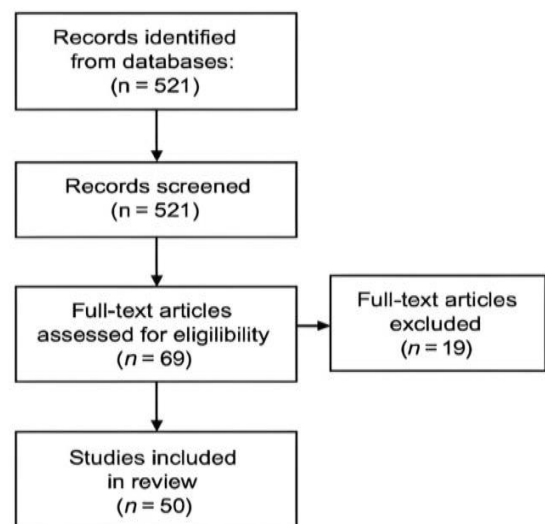 Records identified
from databases:
(n = 521)
Records screened
(n = 521)
Full-text articles
assessed for eligilibility
(n = 69)
Full-text articles
excluded
(n = 19)
Studies included
in review
(n = 50)